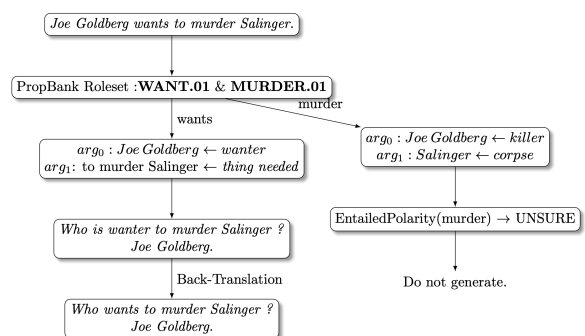 Joe Goldberg wants to murder Salinger.
PropBank Roleset :WANT.01 & MURDER.01
murder
wants
arg0 : Joe Goldberg ← wanter
arg1: to murder Salinger ← thing needed
arg0 : Joe Goldberg ← killer
arg1 : Salinger ← corpse
Who is wanter to murder Salinger ?
Joe Goldberg.
EntailedPolarity(murder) → UNSURE
Back-Translation
Do not generate.
Who wants to murder Salinger ?
Joe Goldberg.